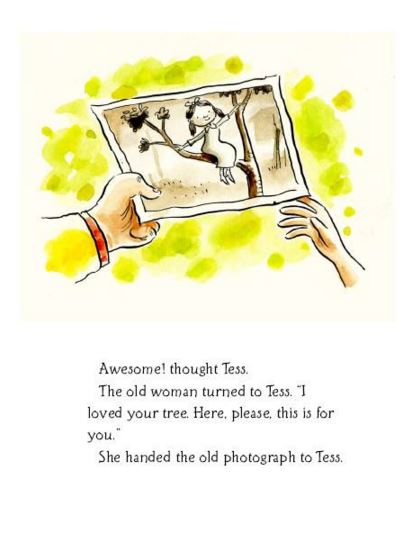 Awesome! thought Tess.
The old woman turned to Tess. "I
loved your tree. Here, please, this is for
you."
She handed the old photograph to Tess.